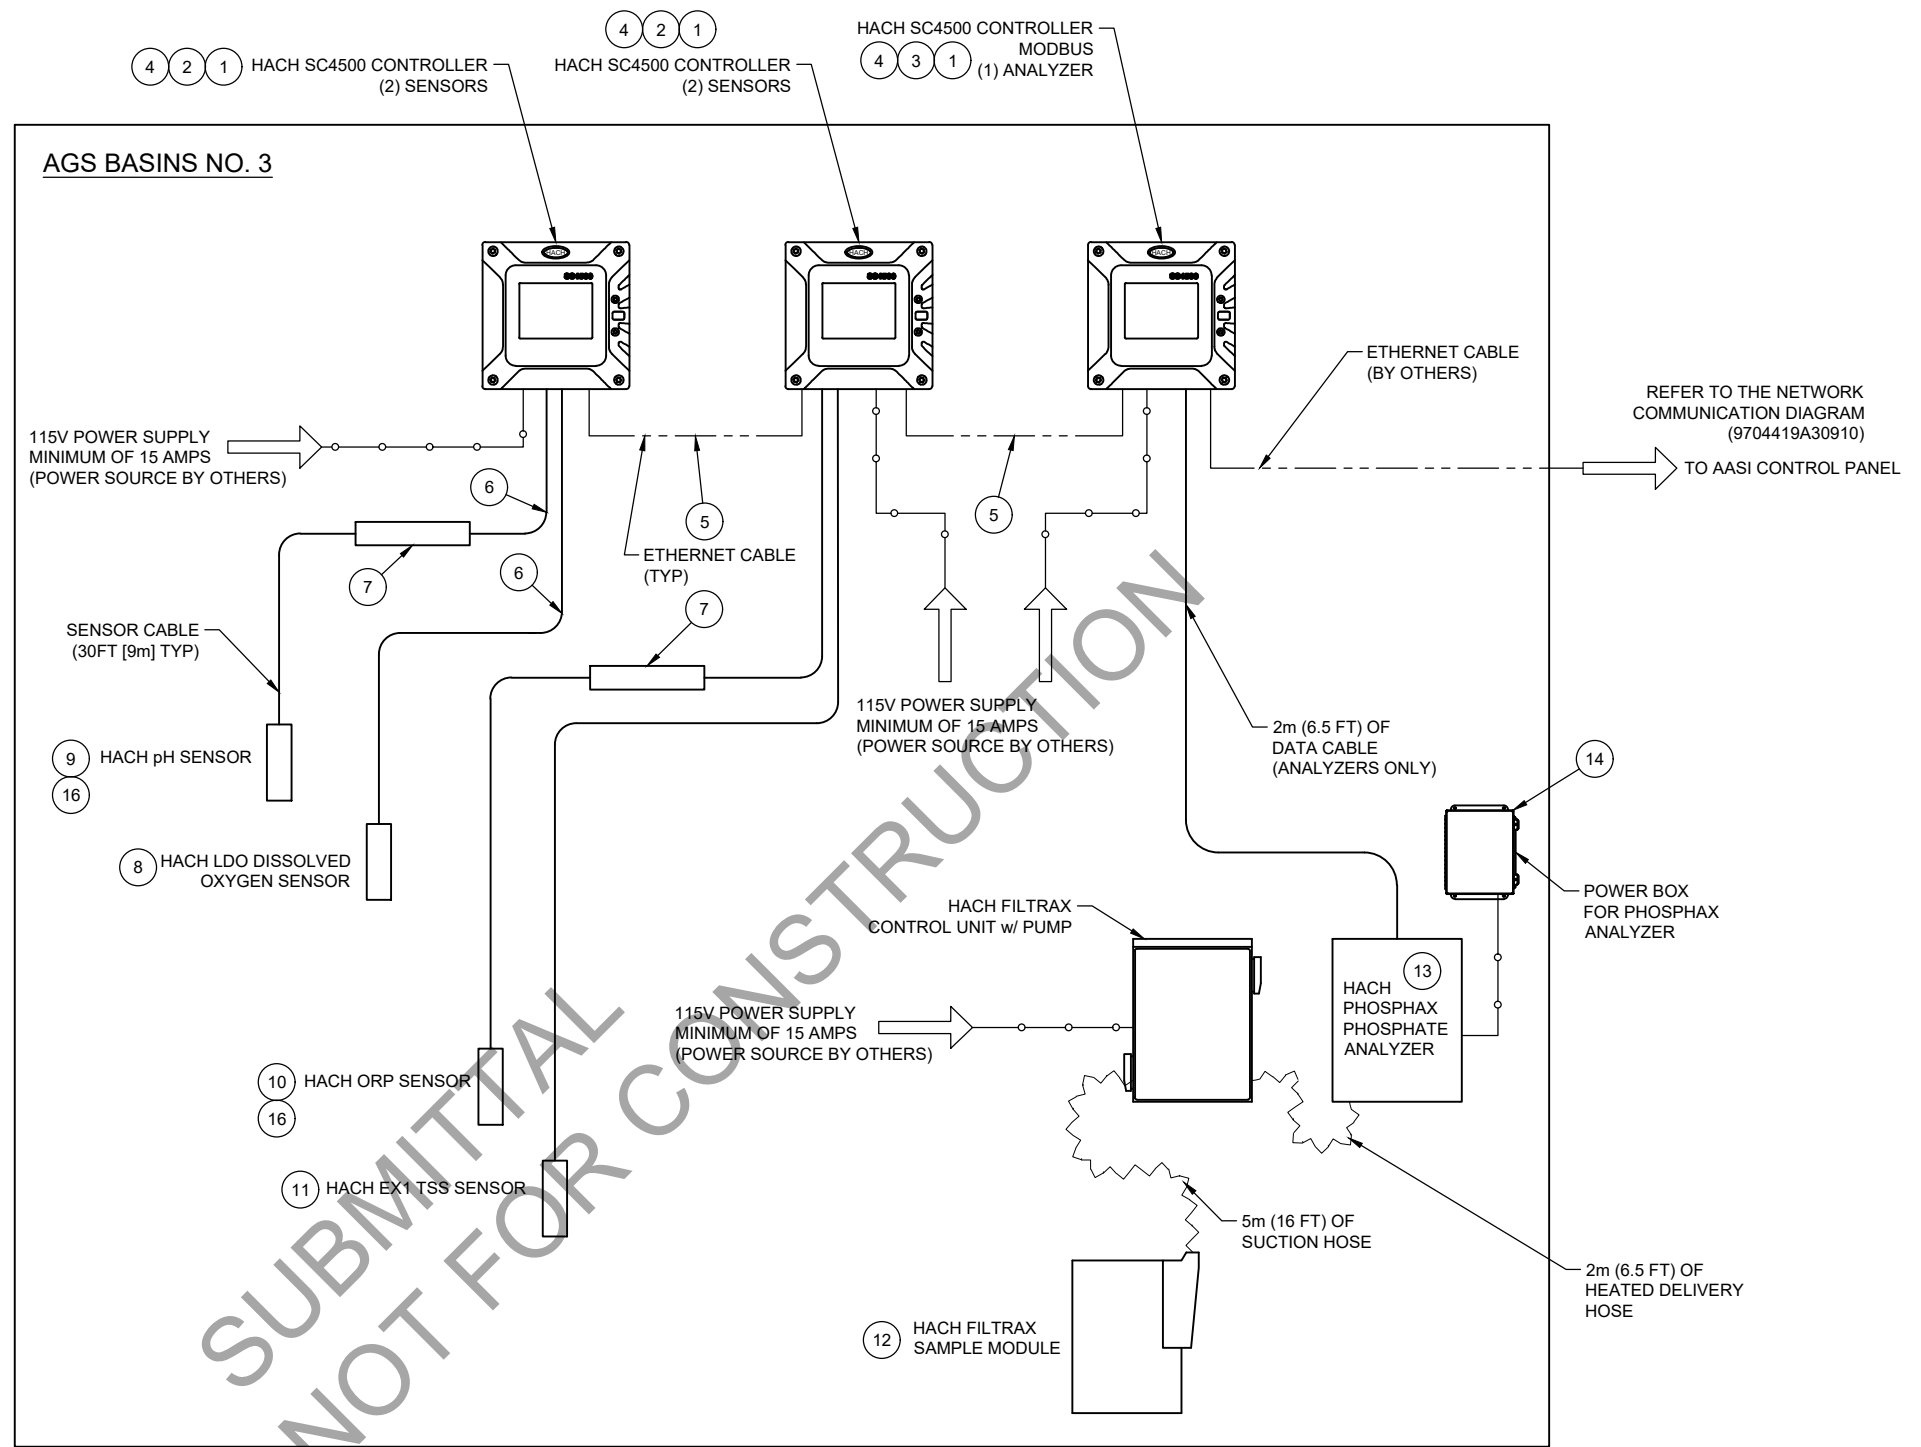 4 2 1
HACH SC4500 CONTROLLER
(2) SENSORS
4 2 1
HACH SC4500 CONTROLLER
(2) SENSORS
HACH SC4500 CONTROLLER
MODBUS
4 3 1
(1) ANALYZER
AGS BASINS NO. 3
HACH
SC4500
HACH
SC4500
HACH
SC4500
ETHERNET CABLE
(BY OTHERS)
REFER TO THE NETWORK
COMMUNICATION DIAGRAM
(9704419A30910)
TO AASI CONTROL PANEL
115V POWER SUPPLY
MINIMUM OF 15 AMPS
(POWER SOURCE BY OTHERS)
6
5
ETHERNET CABLE
(TYP)
5
7
6
7
SENSOR CABLE
(30FT [9m] TYP)
115V POWER SUPPLY
MINIMUM OF 15 AMPS
(POWER SOURCE BY OTHERS)
2m (6.5 FT) OF
DATA CABLE
(ANALYZERS ONLY)
9 HACH pH SENSOR
16
14
8 HACH LDO DISSOLVED
OXYGEN SENSOR
POWER BOX
FOR PHOSPHAX
ANALYZER
HACH FILTRAX
CONTROL UNIT w/ PUMP
13
HACH
PHOSPHAX
PHOSPHATE
ANALYZER
115V POWER SUPPLY
MINIMUM OF 15 AMPS
(POWER SOURCE BY OTHERS)
10 HACH ORP SENSOR
16
11 HACH EX1 TSS SENSOR
5m (16 FT) OF
SUCTION HOSE
2m (6.5 FT) OF
HEATED DELIVERY
HOSE
12 HACH FILTRAX
SAMPLE MODULE
SUBMITTAL
NOT FOR CONSTRUCTION